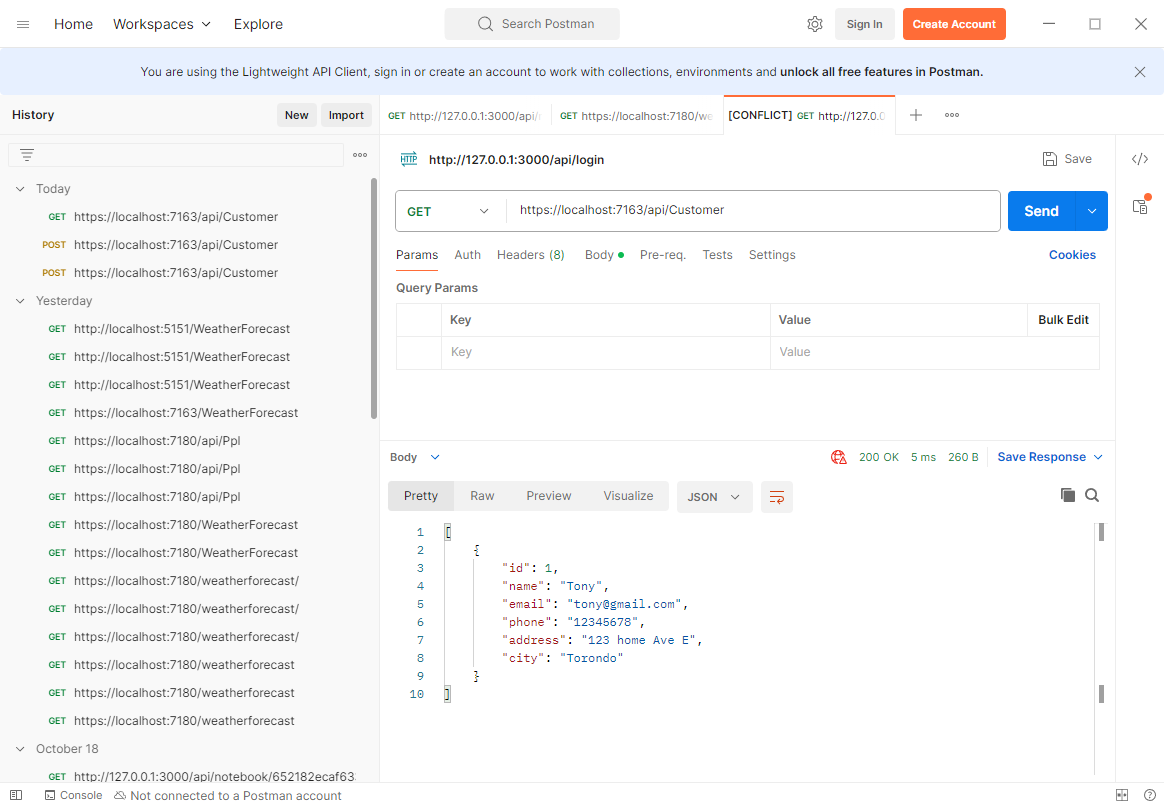 Home Workspaces Explore Search Postman Sign In Create Account
You are using the Lightweight API Client, sign in or create an account to work with collections, environments and unlock all free features in Postman.
History New Import
Today
GET https://localhost:7163/api/Customer
POST https://localhost:7163/api/Customer
POST https://localhost:7163/api/Customer
Yesterday
GET http://localhost:5151/WeatherForecast
GET http://localhost:5151/WeatherForecast
GET http://localhost:5151/WeatherForecast
GET https://localhost:7163/WeatherForecast
GET https://localhost:7180/api/Ppl
GET https://localhost:7180/api/Ppl
GET https://localhost:7180/api/Ppl
GET https://localhost:7180/WeatherForecast
GET https://localhost:7180/WeatherForecast
GET https://localhost:7180/weatherforecast/
GET https://localhost:7180/weatherforecast/
GET https://localhost:7180/weatherforecast/
GET https://localhost:7180/weatherforecast
GET https://localhost:7180/weatherforecast
GET https://localhost:7180/weatherforecast
October 18
GET http://127.0.0.1:3000/api/notebook/652182ecaf63
GET http://127.0.0.1:3000/api/ GET https://localhost:7180/we [CONFLICT] GET http://127.0.0
HTTP http://127.0.0.1:3000/api/login Save
GET https://localhost:7163/api/Customer Send
Params Auth Headers (8) Body Pre-req. Tests Settings Cookies
Query Params
Key Value Bulk Edit
Key Value
Body 200 OK 5 ms 260 B Save Response
Pretty Raw Preview Visualize JSON
1 [
2 {
3 "id": 1,
4 "name": "Tony",
5 "email": "tony@gmail.com",
6 "phone": "12345678",
7 "address": "123 home Ave E",
8 "city": "Torondo"
9 }
10 ]
Console Not connected to a Postman account